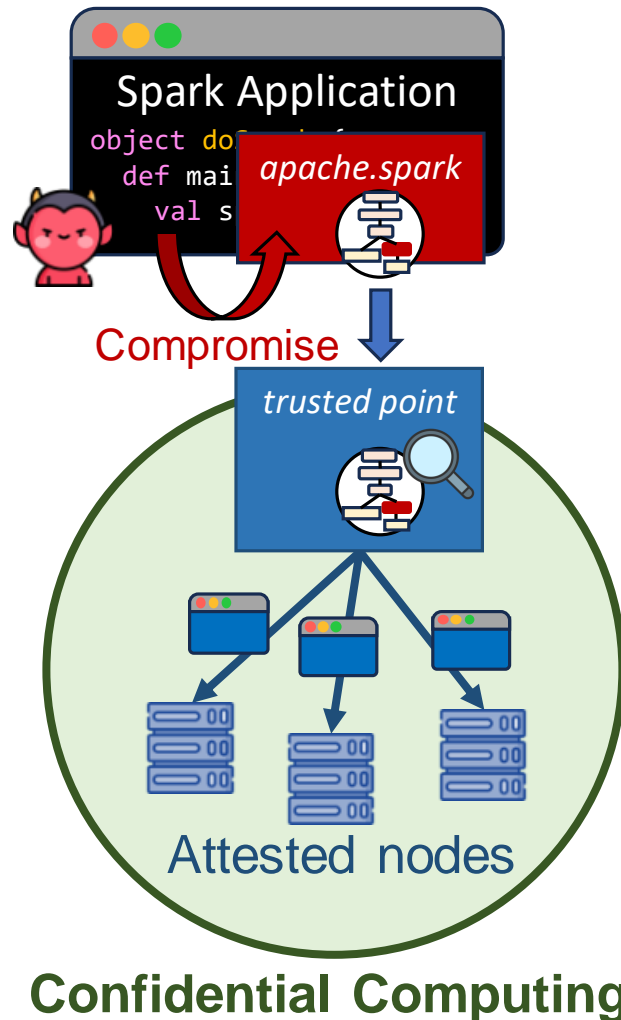 Spark Application
object do
def mai
val s
apache.spark
Compromise
trusted point
Attested nodes
Confidential Computing